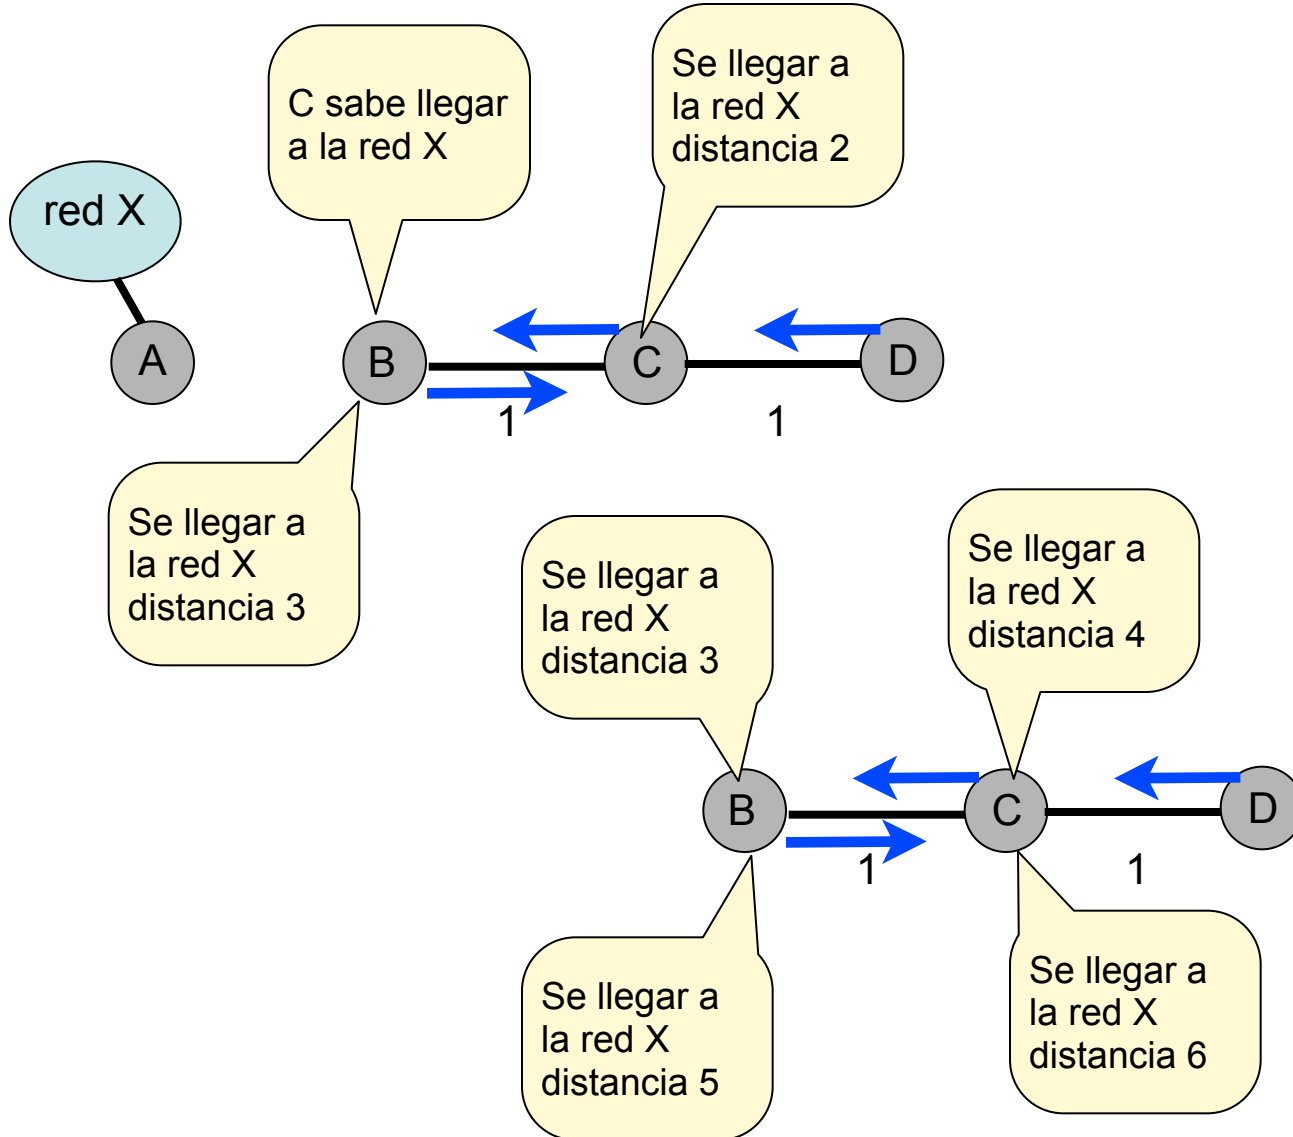 C sabe llegar
a la red X
Se llegar a
la red X
distancia 2
red X
A
B
C
D
1
1
Se llegar a
la red X
distancia 3
Se llegar a
la red X
distancia 3
Se llegar a
la red X
distancia 4
B
C
D
1
1
Se llegar a
la red X
distancia 5
Se llegar a
la red X
distancia 6